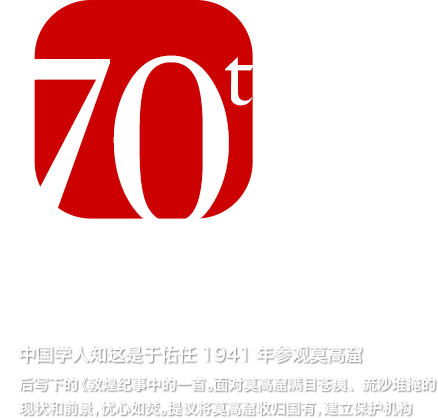 70t
中国学人知这是于佑任 1941 年参观莫高窟
后写下的《敦煌纪事中的一首。面对莫高窟满目苍痍、流沙堆掩的
现状和前景，忧心如焚。提议将莫高窟收归国有，建立保护机构